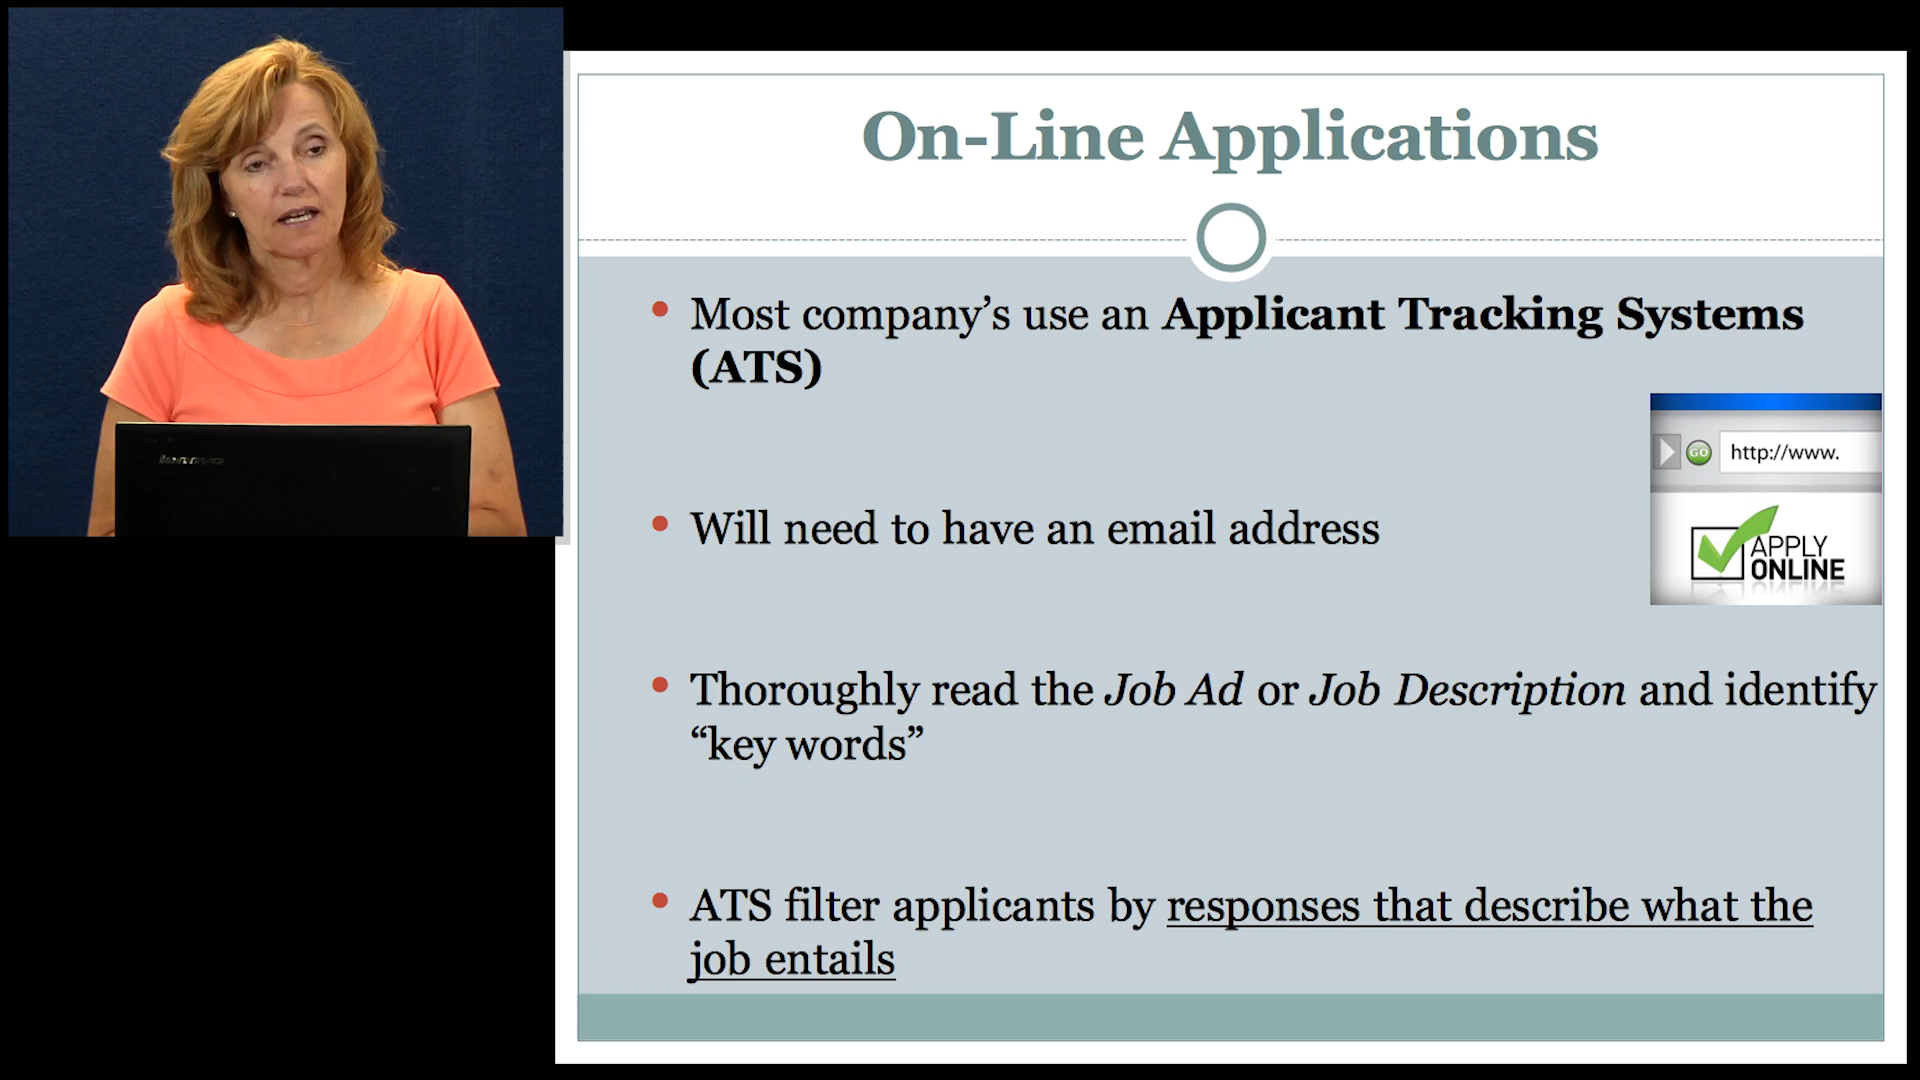 On-Line Applications
• Most company’s use an Applicant Tracking Systems
(ATS)
http://www.
GO
APPLY
ONLINE
• Will need to have an email address
• Thoroughly read the Job Ad or Job Description and identify
“key words”
• ATS filter applicants by responses that describe what the
job entails
lenovo